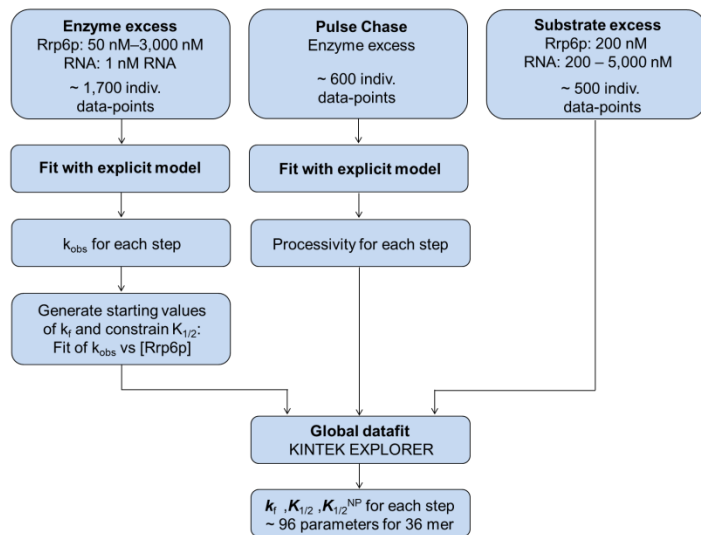 Enzyme excess
Rrp6p: 50 nM–3,000 nM
RNA: 1 nM RNA
~ 1,700 indiv.
data-points
Pulse Chase
Enzyme excess
~ 600 indiv.
data-points
Substrate excess
Rrp6p: 200 nM
RNA: 200 – 5,000 nM
~ 500 indiv.
data-points
Fit with explicit model
Fit with explicit model
kobs for each step
Processivity for each step
Generate starting values
of kf and constrain K1/2:
Fit of kobs vs [Rrp6p]
Global datafit
KINTEK EXPLORER
kf ,K1/2 ,K1/2NP for each step
~ 96 parameters for 36 mer